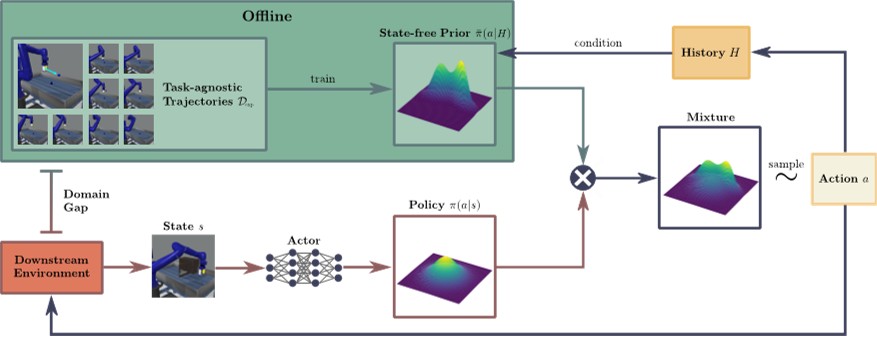 Offline
State-free Prior π̄(a|H)
condition
History H
Task-agnostic
Trajectories
train
Mixture
sample
~
Action a
Domain
Gap
Policy π(a|s)
State s
Actor
Downstream
Environment